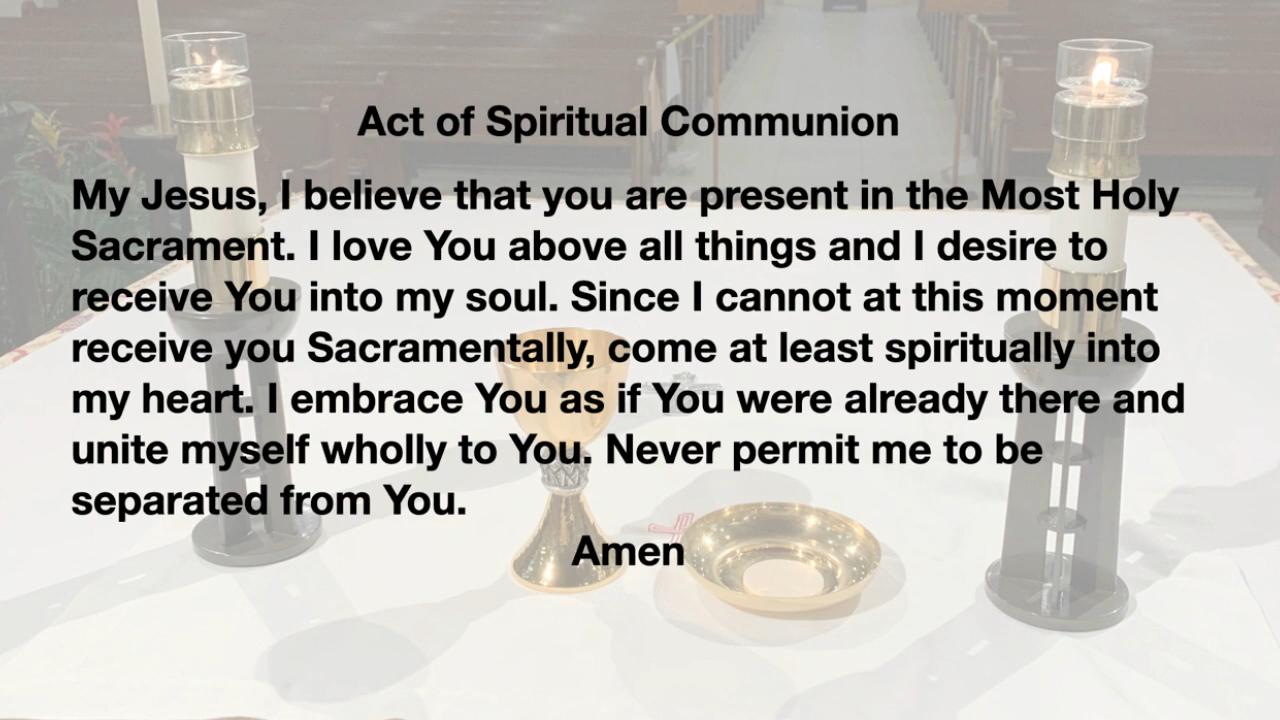 Act of Spiritual Communion
My Jesus, I believe that you are present in the Most Holy
Sacrament. I love You above all things and I desire to
receive You into my soul. Since I cannot at this moment
receive you Sacramentally, come at least spiritually into
my heart. I embrace You as if You were already there and
unite myself wholly to You. Never permit me to be
separated from You.
Amen